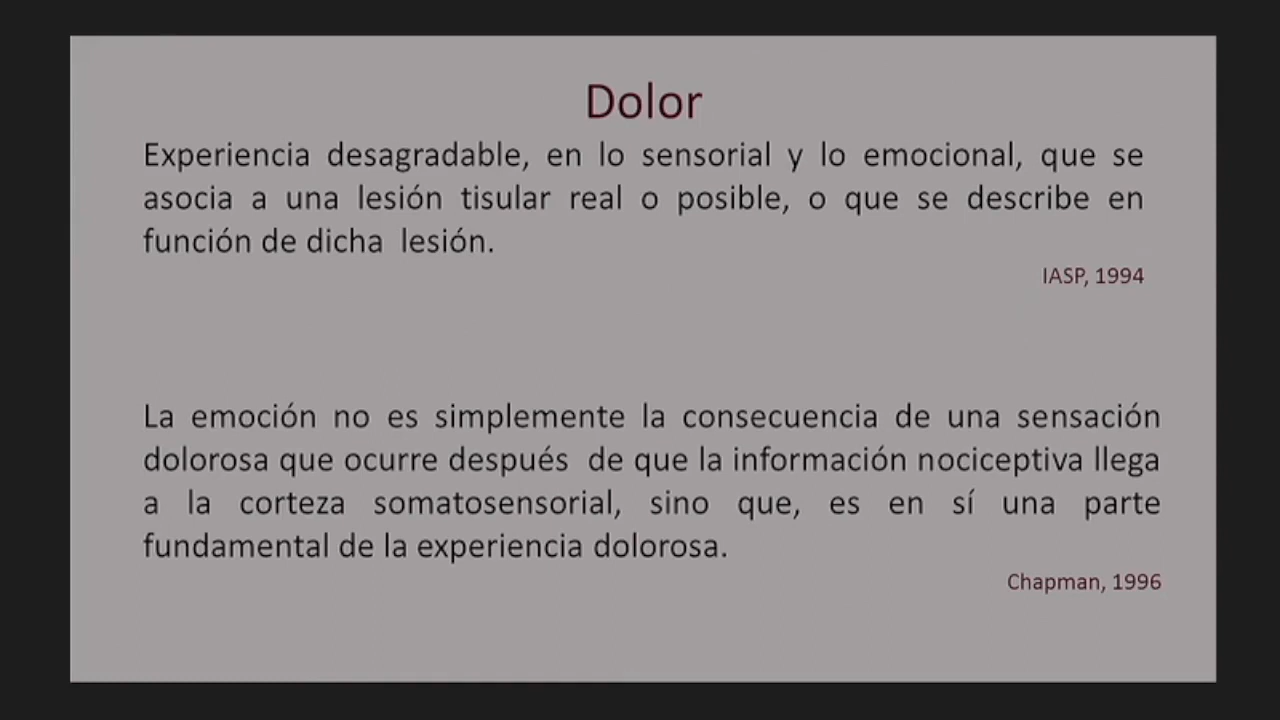 Dolor
Experiencia desagradable, en lo sensorial y lo emocional, que se
asocia a una lesión tisular real o posible, o que se describe en
función de dicha lesión.
IASP, 1994
La emoción no es simplemente la consecuencia de una sensación
dolorosa que ocurre después de que la información nociceptiva llega
a la corteza somatosensorial, sino que, es en sí una parte
fundamental de la experiencia dolorosa.
Chapman, 1996